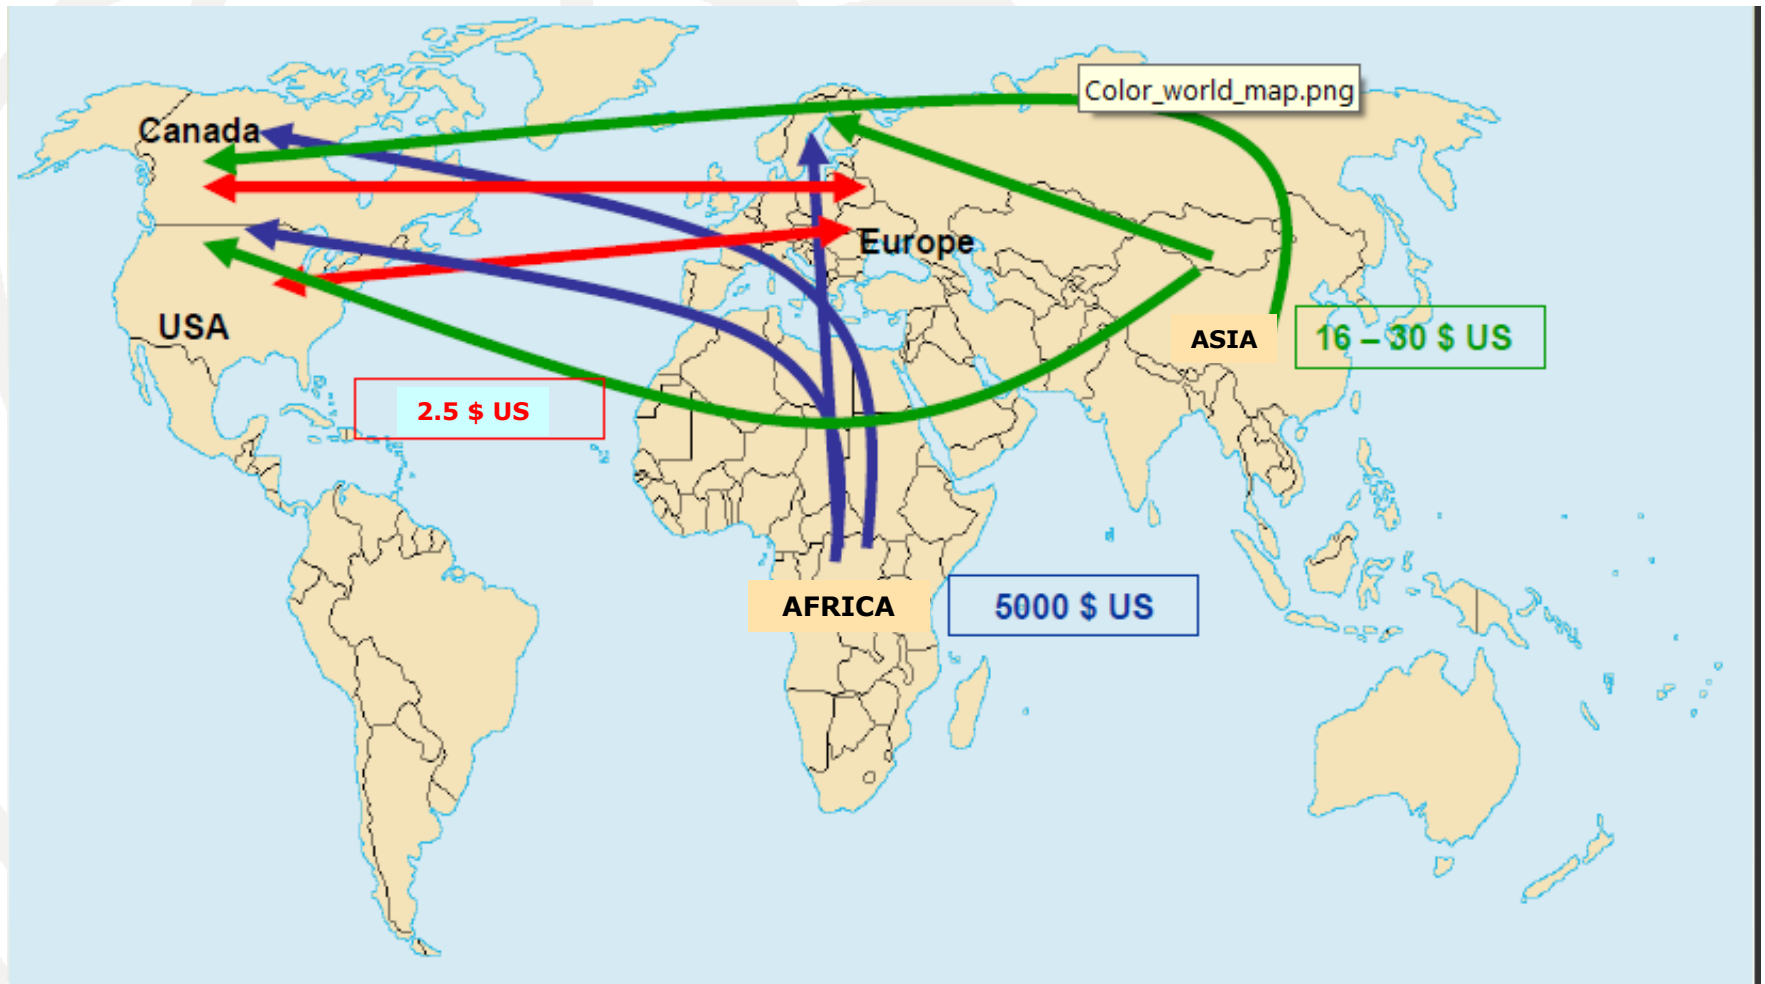 Color_world_map.png
Canada
Europe
USA
ASIA
16 – 30 $ US
2.5 $ US
AFRICA
5000 $ US